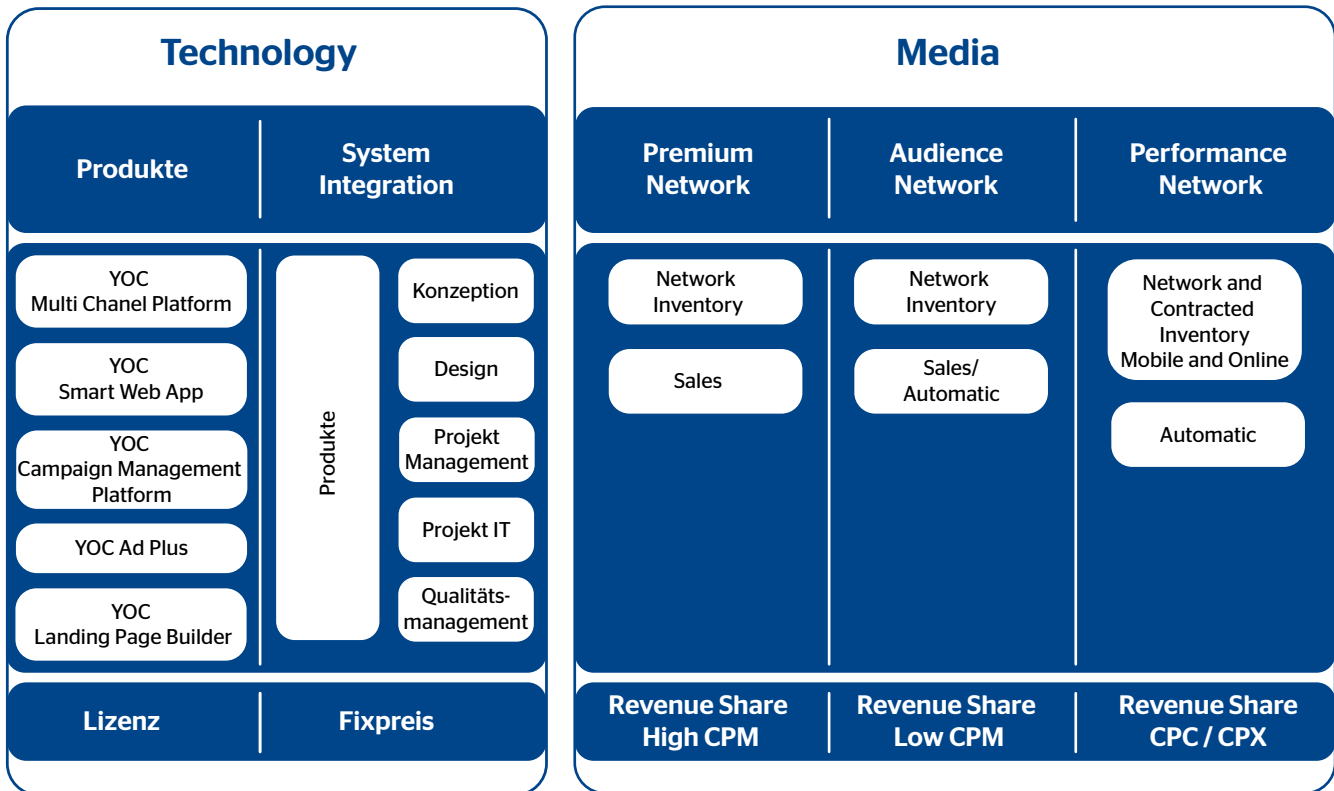 Technology
Produkte
System
Integration
YOC
Multi Chanel Platform
YOC
Smart Web App
YOC
Campaign Management
Platform
YOC Ad Plus
YOC
Landing Page Builder
Produkte
Konzeption
Design
Projekt
Management
Projekt IT
Qualitäts-
management
Lizenz
Fixpreis
Media
Premium
Network
Audience
Network
Performance
Network
Network
Inventory
Sales
Network
Inventory
Sales/
Automatic
Network and
Contracted
Inventory
Mobile and Online
Automatic
Revenue Share
High CPM
Revenue Share
Low CPM
Revenue Share
CPC / CPX